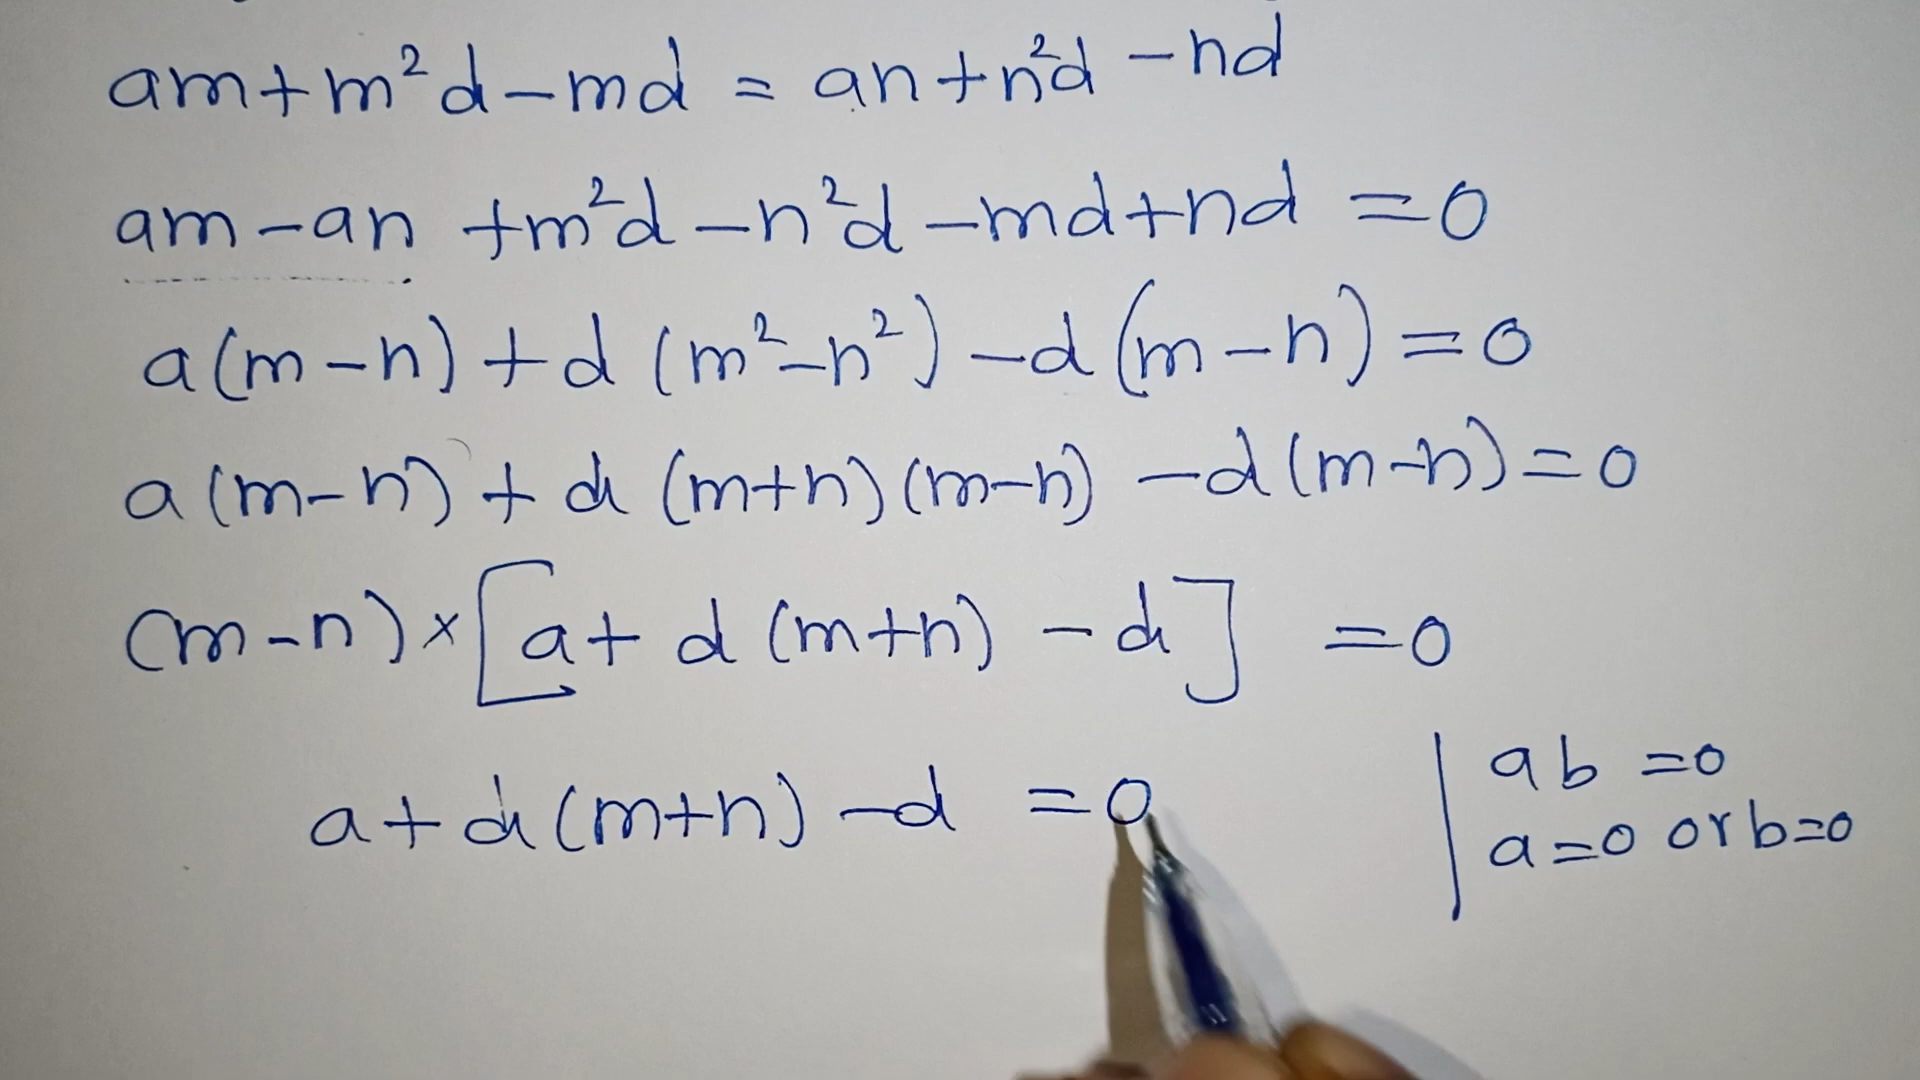 am+m²d-md = an+n²d-nd
am-an +m²d-n²d-md+nd =0
a(m-n)+d(m²-n²)-d(m-n)=0
a(m-n)+d(m+n)(m-n)-d(m-n)=0
(m-n)×[a+d(m+n)-d] =0
a+d(m+n)-d =0
ab =0
a=0 or b=0